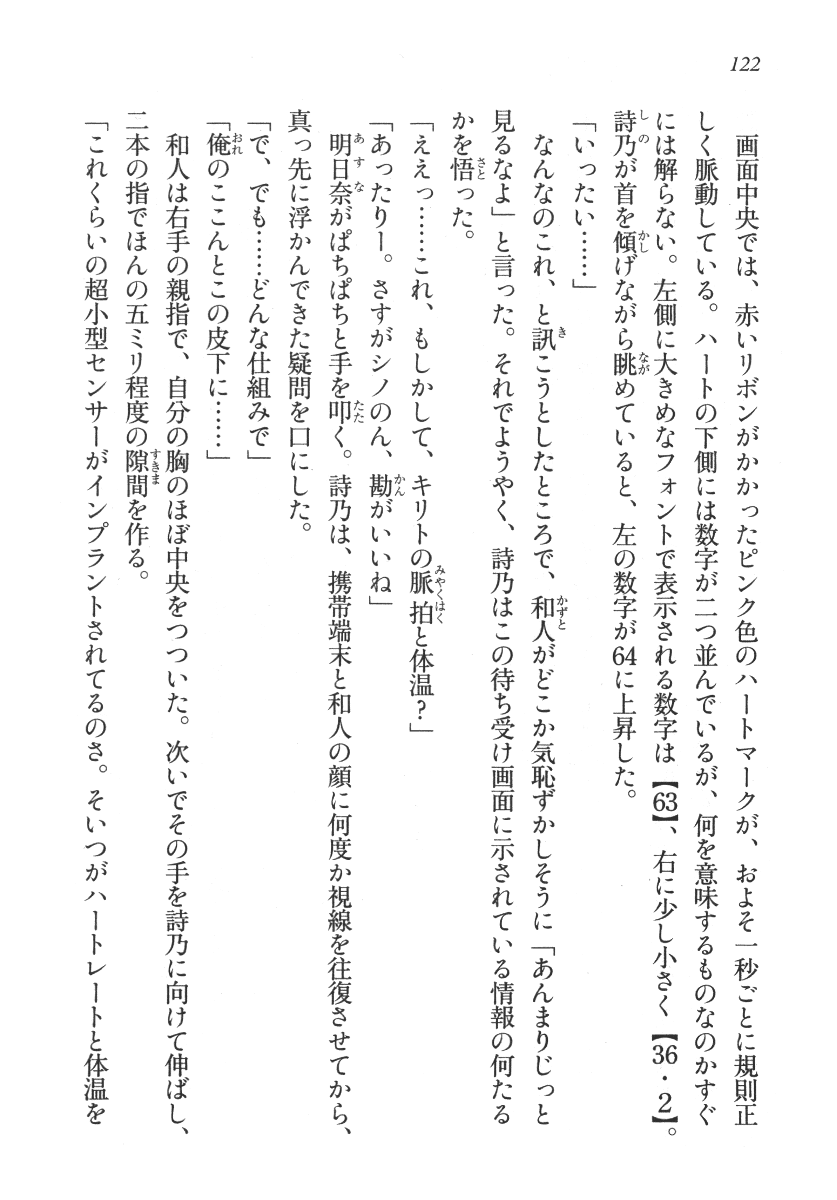 122
　画面中央では、赤いリボンがかかったピンク色のハートマークが、およそ一秒ごとに規則正
しく脈動している。ハートの下側には数字が二つ並んでいるが、何を意味するものなのかすぐ
には解らない。左側に大きめなフォントで表示される数字は【63】、右に少し小さく【36・2】。
詩乃が首を傾げながら眺めていると、左の数字が64に上昇した。
「いったい……」
　なんなのこれ、と訊こうとしたところで、和人がどこか気恥ずかしそうに「あんまりじっと
見るなよ」と言った。それでようやく、詩乃はこの待ち受け画面に示されている情報の何たる
かを悟った。
「ええっ……これ、もしかして、キリトの脈拍と体温？」
「あったりー。さすがシノのん、勘がいいね」
　明日奈がぱちぱちと手を叩く。詩乃は、携帯端末と和人の顔に何度か視線を往復させてから、
真っ先に浮かんできた疑問を口にした。
「で、でも……どんな仕組みで」
「俺のここんとこの皮下に……」
　和人は右手の親指で、自分の胸のほぼ中央をつついた。次いでその手を詩乃に向けて伸ばし、
二本の指でほんの五ミリ程度の隙間を作る。
「これくらいの超小型センサーがインプラントされてるのさ。そいつがハートレートと体温を